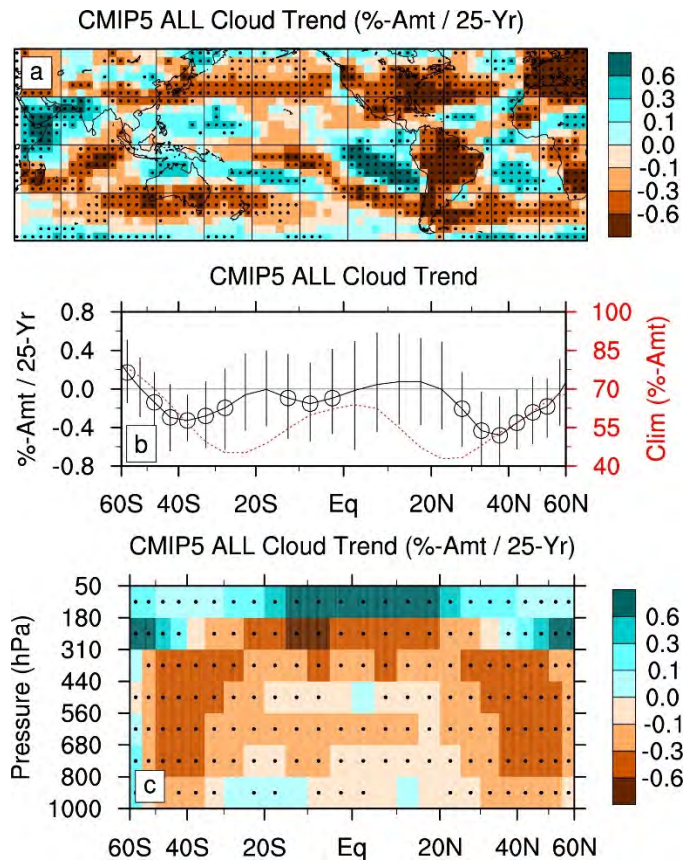 CMIP5 ALL Cloud Trend (%-Amt / 25-Yr)
a
0.6
0.3
0.1
0.0
-0.1
-0.3
-0.6
CMIP5 ALL Cloud Trend
%-Amt / 25-Yr
0.8
0.4
0.0
-0.4
-0.8
b
100
85
70
55
40
Clim (%-Amt)
60S 40S 20S Eq 20N 40N 60N
CMIP5 ALL Cloud Trend (%-Amt / 25-Yr)
Pressure (hPa)
50
180
310
440
560
680
800
1000
c
0.6
0.3
0.1
0.0
-0.1
-0.3
-0.6
60S 40S 20S Eq 20N 40N 60N